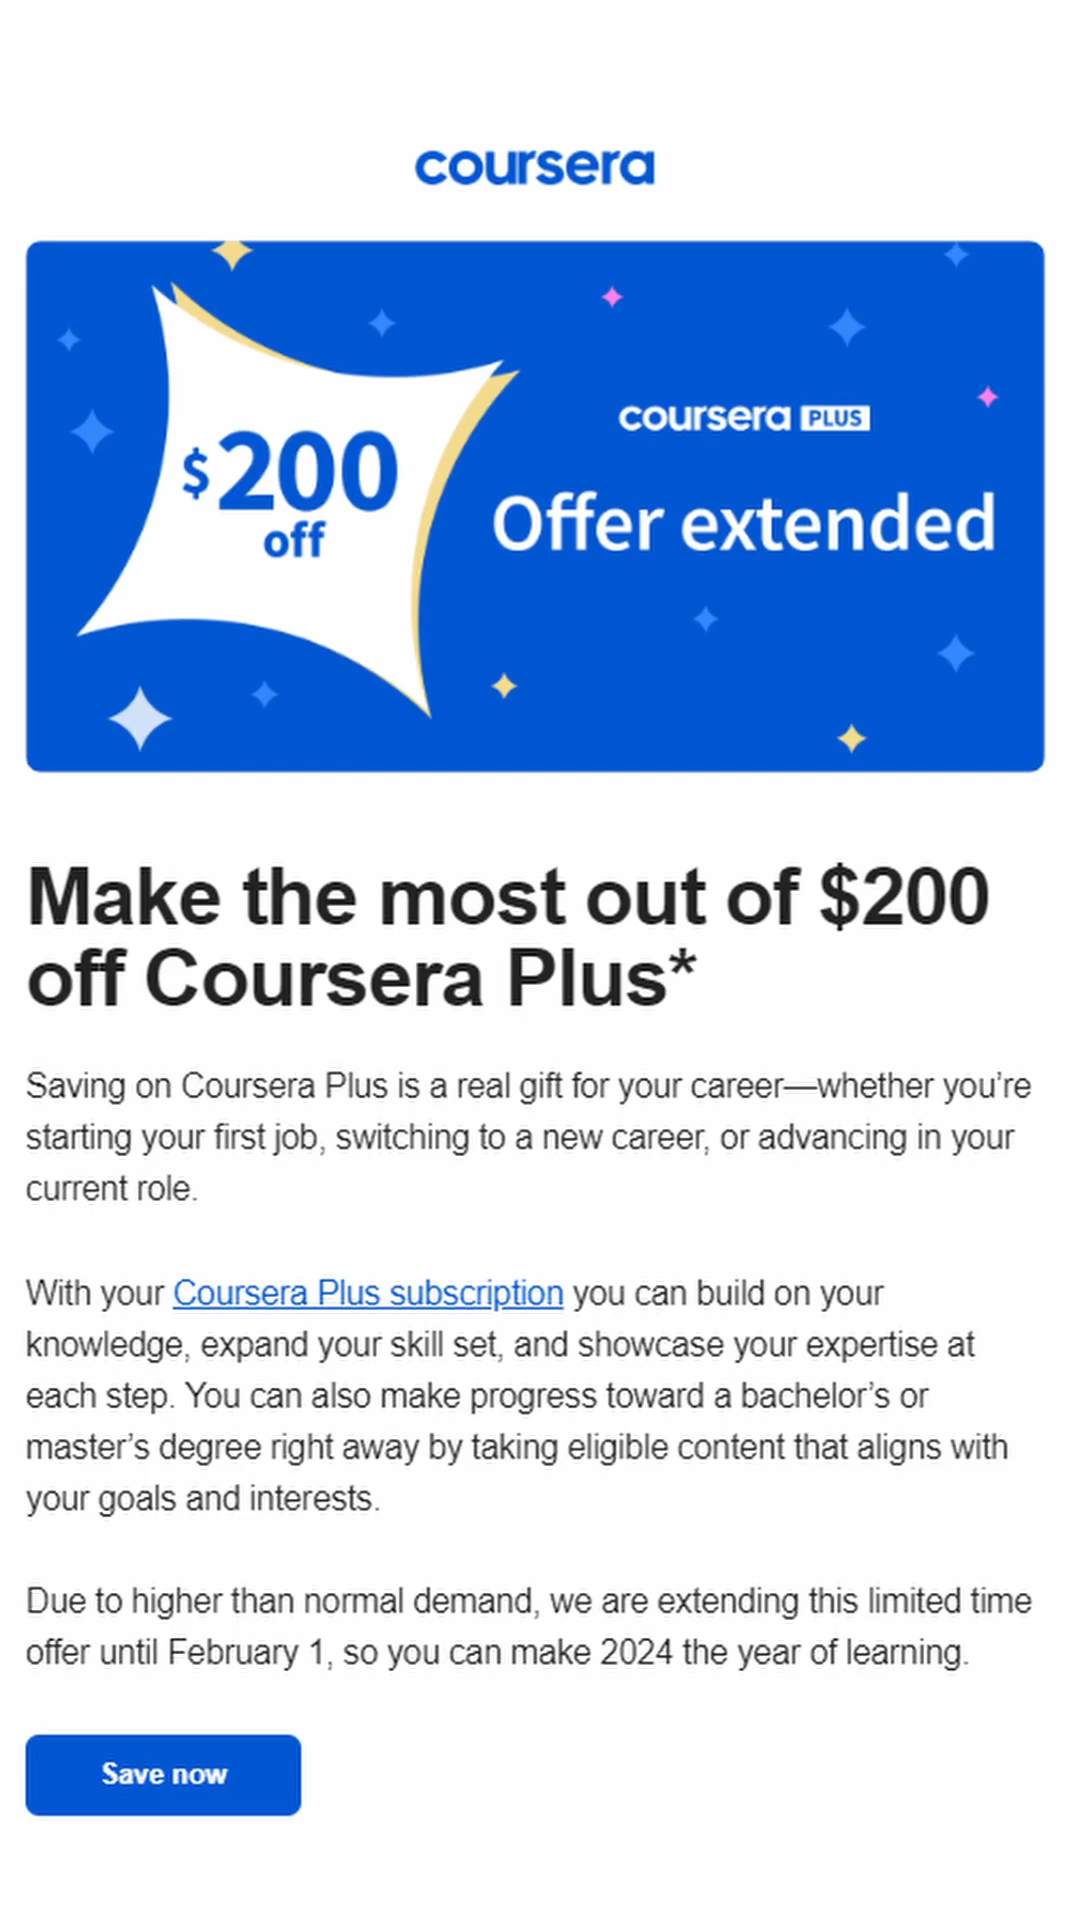 coursera
$200
off
coursera PLUS
Offer extended
Make the most out of $200
off Coursera Plus*
Saving on Coursera Plus is a real gift for your career—whether you’re
starting your first job, switching to a new career, or advancing in your
current role.
With your Coursera Plus subscription you can build on your
knowledge, expand your skill set, and showcase your expertise at
each step. You can also make progress toward a bachelor’s or
master’s degree right away by taking eligible content that aligns with
your goals and interests.
Due to higher than normal demand, we are extending this limited time
offer until February 1, so you can make 2024 the year of learning.
Save now